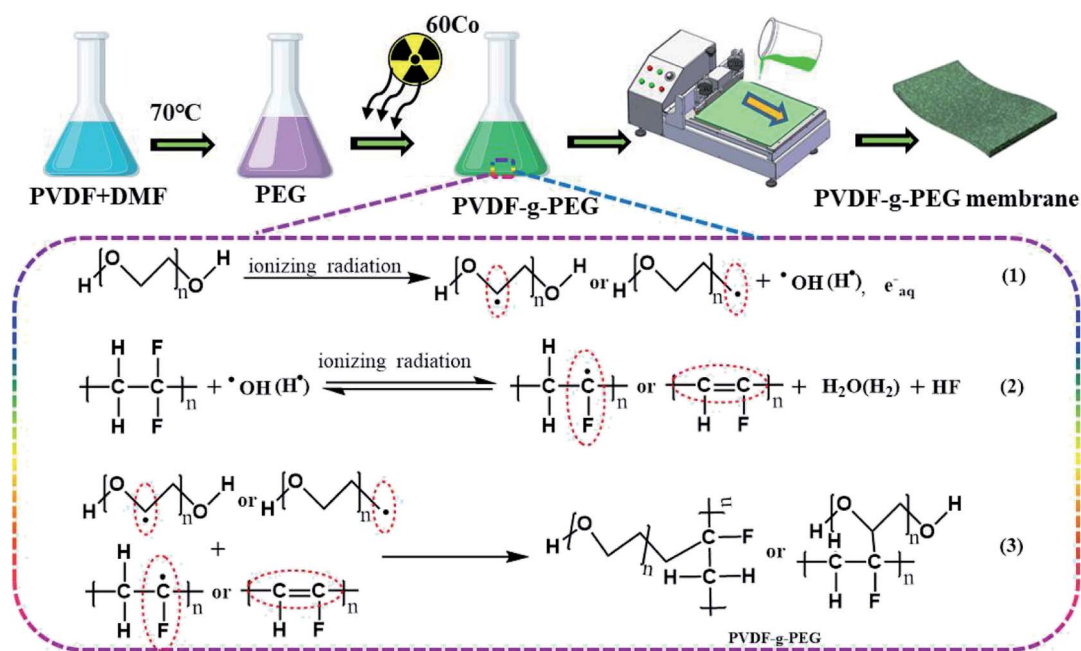 60Co
70°C
PVDF+DMF
PEG
PVDF-g-PEG
PVDF-g-PEG membrane
H O n O H ionizing radiation H O n O H or H O n + •OH (H•), e⁻aq (1)
H F C C H F n + •OH (H•) ionizing radiation H C C H F n or C=C H F n + H2O(H2) + HF (2)
H O n O H or H O n
+
H C C H F n or C=C H F n
H O n n C F H C H or H O H n O H C C H F n (3)
PVDF-g-PEG